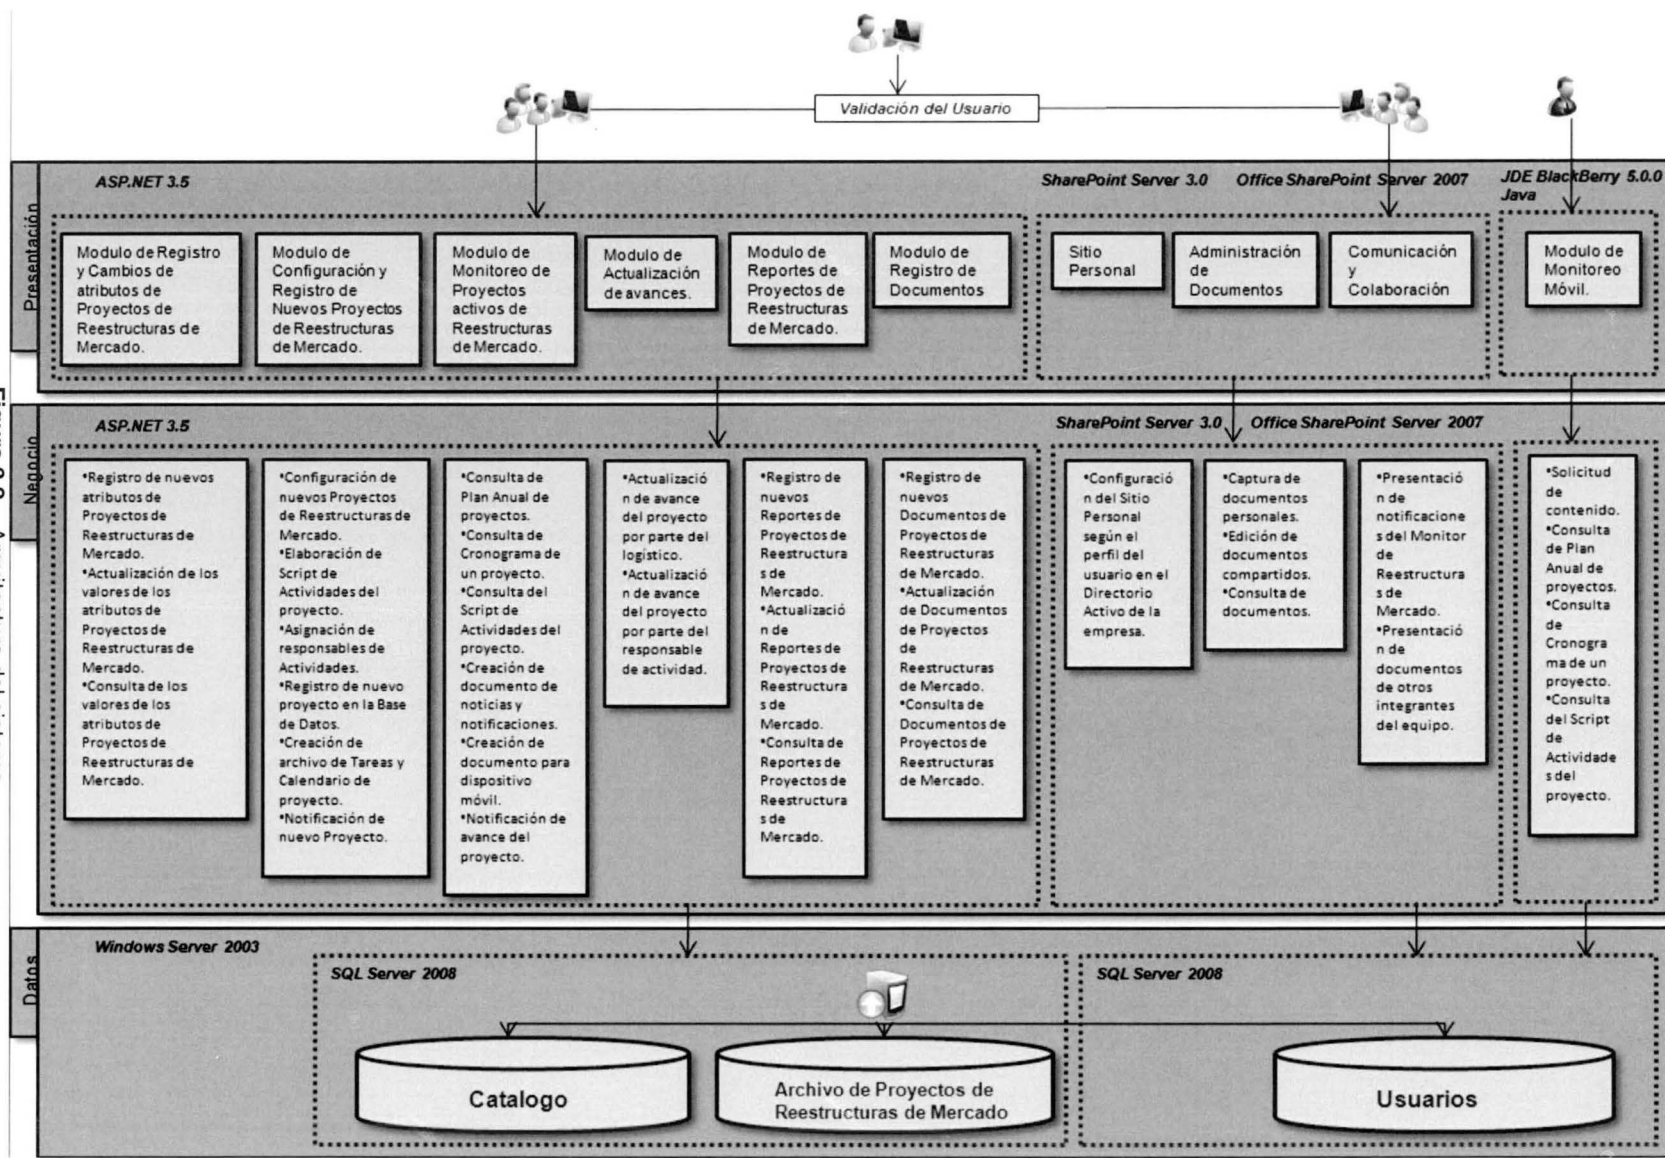 Validación del Usuario
Presentación
ASP.NET 3.5
SharePoint Server 3.0
Office SharePoint Server 2007
JDE BlackBerry 5.0.0
Java
Modulo de Registro
y Cambios de
atributos de
Proyectos de
Reestructuras de
Mercado.
Modulo de
Configuración y
Registro de
Nuevos Proyectos
de Reestructuras
de Mercado.
Modulo de
Monitoreo de
Proyectos
activos de
Reestructuras
de Mercado.
Modulo de
Actualización
de avances.
Modulo de
Reportes de
Proyectos de
Reestructuras
de Mercado.
Modulo de
Registro de
Documentos
Sitio
Personal
Administración
de
Documentos
Comunicación
y
Colaboración
Modulo de
Monitoreo
Móvil.
Negocio
ASP.NET 3.5
SharePoint Server 3.0
Office SharePoint Server 2007
•Registro de nuevos
atributos de
Proyectos de
Reestructuras de
Mercado.
•Actualización de los
valores de los
atributos de
Proyectos de
Reestructuras de
Mercado.
•Consulta de los
valores de los
atributos de
Proyectos de
Reestructuras de
Mercado.
•Configuración de
nuevos Proyectos
de Reestructuras de
Mercado.
•Elaboración de
Script de
Actividades del
proyecto.
•Asignación de
responsables de
Actividades.
•Registro de nuevo
proyecto en la Base
de Datos.
•Creación de
archivo de Tareas y
Calendario de
proyecto.
•Notificación de
nuevo Proyecto.
•Consulta de
Plan Anual de
proyectos.
•Consulta de
Cronograma de
un proyecto.
•Consulta del
Script de
Actividades del
proyecto.
•Creación de
documento de
noticias y
notificaciones.
•Creación de
documento para
dispositivo
móvil.
•Notificación de
avance del
proyecto.
•Actualizació
n de avance
del proyecto
por parte del
logístico.
•Actualizació
n de avance
del proyecto
por parte del
responsable
de actividad.
•Registro de
nuevos
Reportes de
Proyectos de
Reestructura
s de
Mercado.
•Actualizació
n de
Reportes de
Proyectos de
Reestructura
s de
Mercado.
•Consulta de
Reportes de
Proyectos de
Reestructura
s de
Mercado.
•Registro de
nuevos
Documentos de
Proyectos de
Reestructuras
de Mercado.
•Actualización
de Documentos
de Proyectos
de
Reestructuras
de Mercado.
•Consulta de
Documentos de
Proyectos de
Reestructuras
de Mercado.
•Configuració
n del Sitio
Personal
según el
perfil del
usuario en el
Directorio
Activo de la
empresa.
•Captura de
documentos
personales.
•Edición de
documentos
compartidos.
•Consulta de
documentos.
•Presentació
n de
notificacione
s del Monitor
de
Reestructura
s de
Mercado.
•Presentació
n de
documentos
de otros
integrantes
del equipo.
•Solicitud
de
contenido.
•Consulta
de Plan
Anual de
proyectos.
•Consulta
de
Cronogra
ma de un
proyecto.
•Consulta
del Script
de
Actividade
s del
proyecto.
Datos
Windows Server 2003
SQL Server 2008
SQL Server 2008
Catalogo
Archivo de Proyectos de
Reestructuras de Mercado
Usuarios